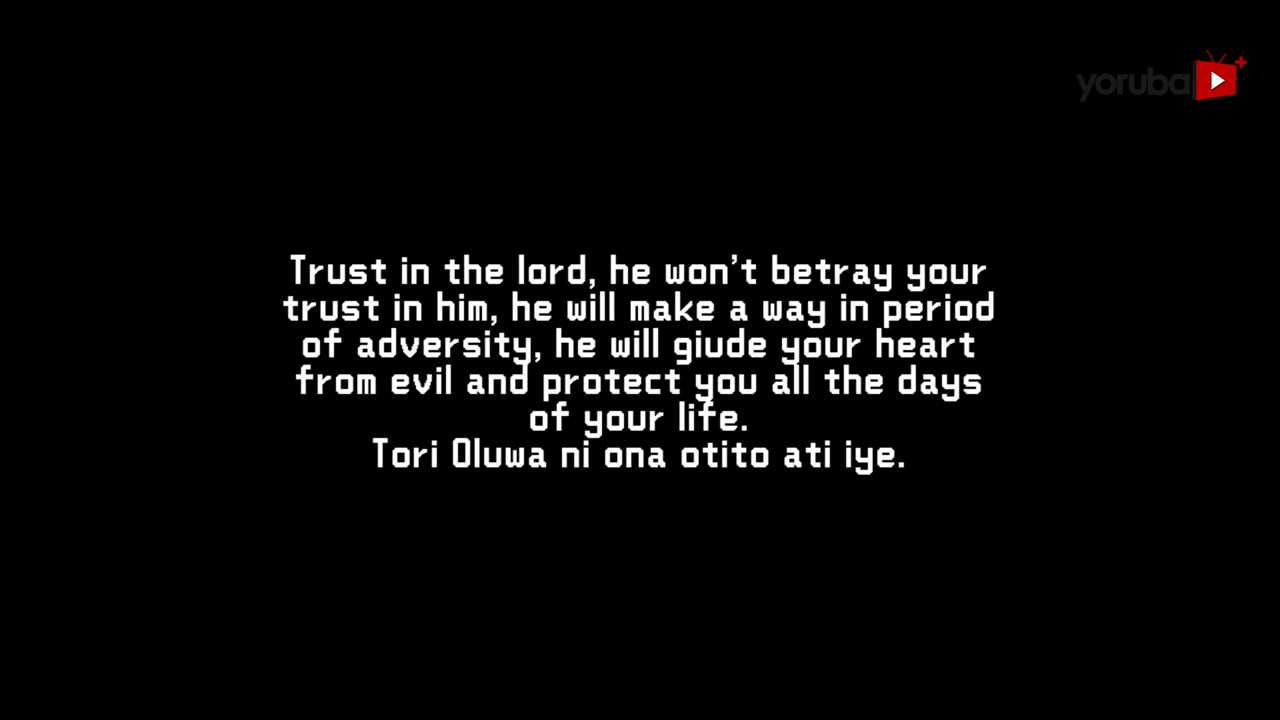 yoruba
Trust in the lord, he won't betray your
trust in him, he will make a way in period
of adversity, he will giude your heart
from evil and protect you all the days
of your life.
Tori Oluwa ni ona otito ati iye.